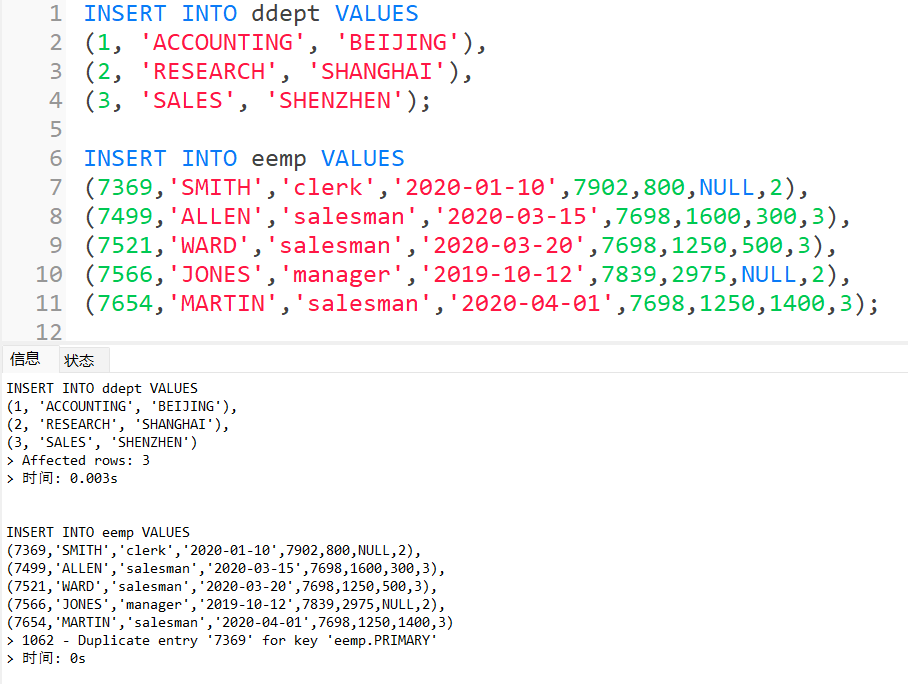 1 INSERT INTO ddept VALUES
2 (1, 'ACCOUNTING', 'BEIJING'),
3 (2, 'RESEARCH', 'SHANGHAI'),
4 (3, 'SALES', 'SHENZHEN');
5
6 INSERT INTO eemp VALUES
7 (7369,'SMITH','clerk','2020-01-10',7902,800,NULL,2),
8 (7499,'ALLEN','salesman','2020-03-15',7698,1600,300,3),
9 (7521,'WARD','salesman','2020-03-20',7698,1250,500,3),
10 (7566,'JONES','manager','2019-10-12',7839,2975,NULL,2),
11 (7654,'MARTIN','salesman','2020-04-01',7698,1250,1400,3);
12
信息 状态
INSERT INTO ddept VALUES
(1, 'ACCOUNTING', 'BEIJING'),
(2, 'RESEARCH', 'SHANGHAI'),
(3, 'SALES', 'SHENZHEN')
> Affected rows: 3
> 时间: 0.003s
INSERT INTO eemp VALUES
(7369,'SMITH','clerk','2020-01-10',7902,800,NULL,2),
(7499,'ALLEN','salesman','2020-03-15',7698,1600,300,3),
(7521,'WARD','salesman','2020-03-20',7698,1250,500,3),
(7566,'JONES','manager','2019-10-12',7839,2975,NULL,2),
(7654,'MARTIN','salesman','2020-04-01',7698,1250,1400,3)
> 1062 - Duplicate entry '7369' for key 'eemp.PRIMARY'
> 时间: 0s